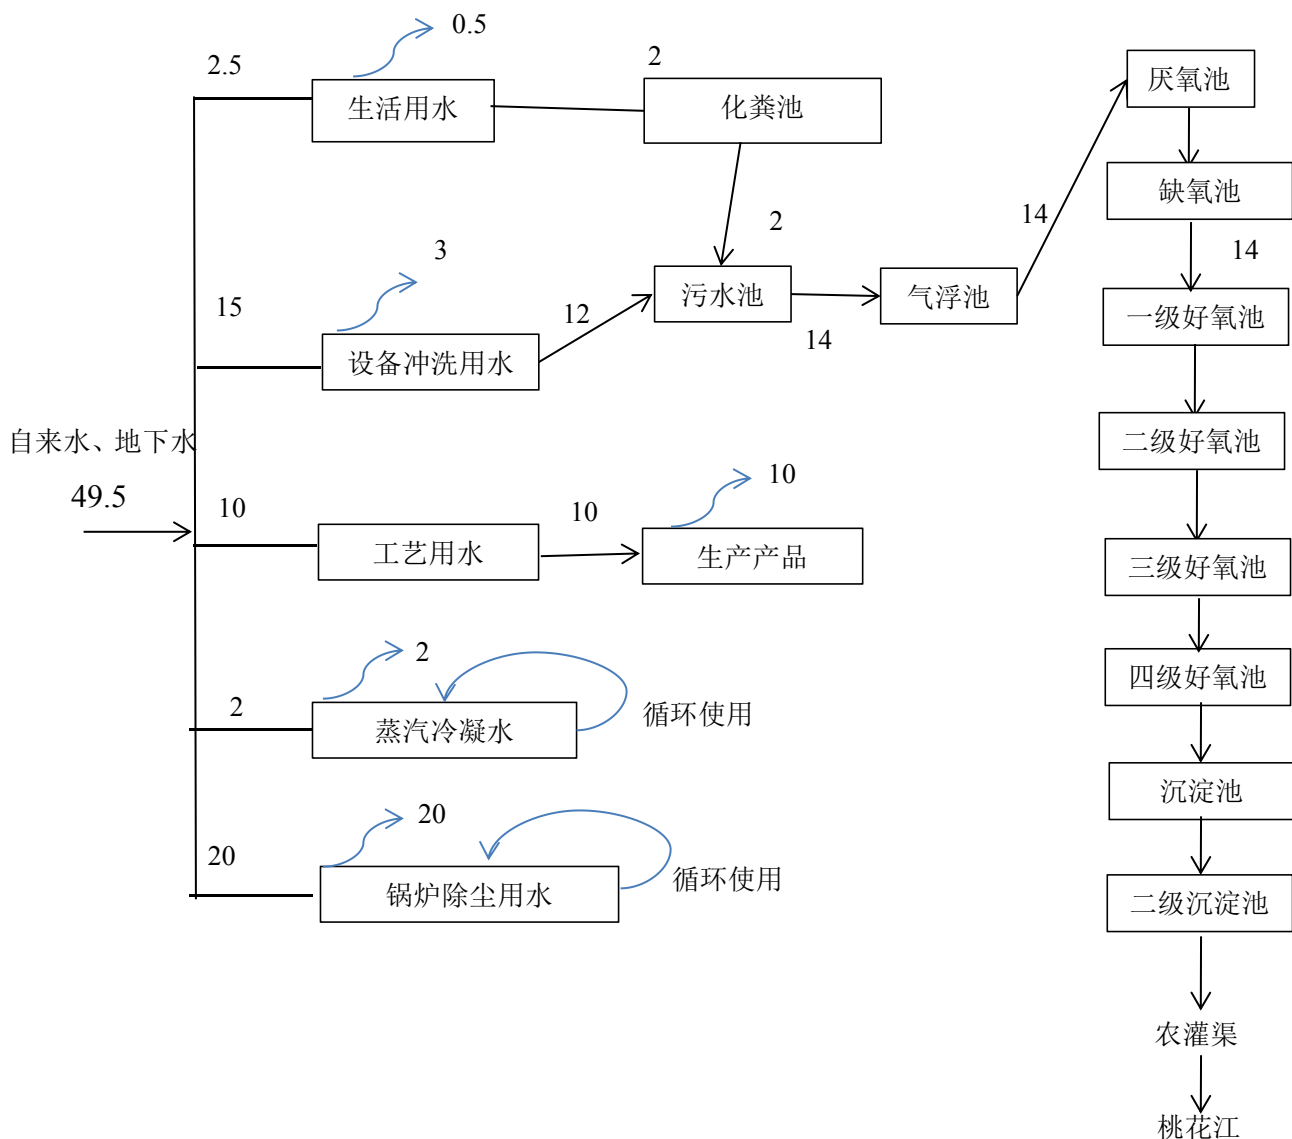 0.5
2.5
2
生活用水
化粪池
厌氧池
缺氧池
2
14
14
3
15
12
污水池
14
气浮池
一级好氧池
设备冲洗用水
自来水、地下水
49.5
二级好氧池
10
10
10
工艺用水
生产产品
三级好氧池
2
2
蒸汽冷凝水
循环使用
四级好氧池
沉淀池
20
20
锅炉除尘用水
循环使用
二级沉淀池
农灌渠
桃花江